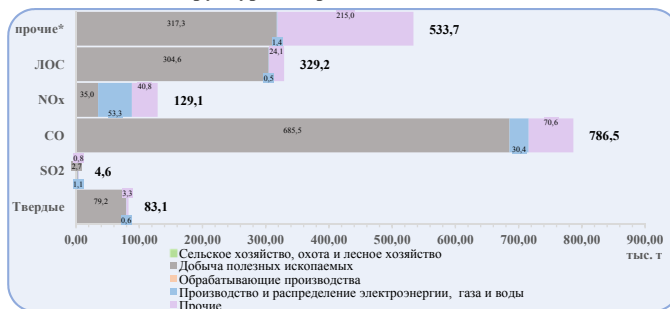 прочие*
317,3
215,0
1,4
533,7
ЛОС
304,6
24,1
0,5
329,2
NOx
35,0
40,8
53,3
129,1
CO
685,5
70,6
30,4
786,5
SO2
0,8
2,7
1,1
4,6
Твердые
79,2
3,3
0,6
83,1
0,00 100,00 200,00 300,00 400,00 500,00 600,00 700,00 800,00 900,00
тыс. т
Сельское хозяйство, охота и лесное хозяйство
Добыча полезных ископаемых
Обрабатывающие производства
Производство и распределение электроэнергии, газа и воды
Прочие